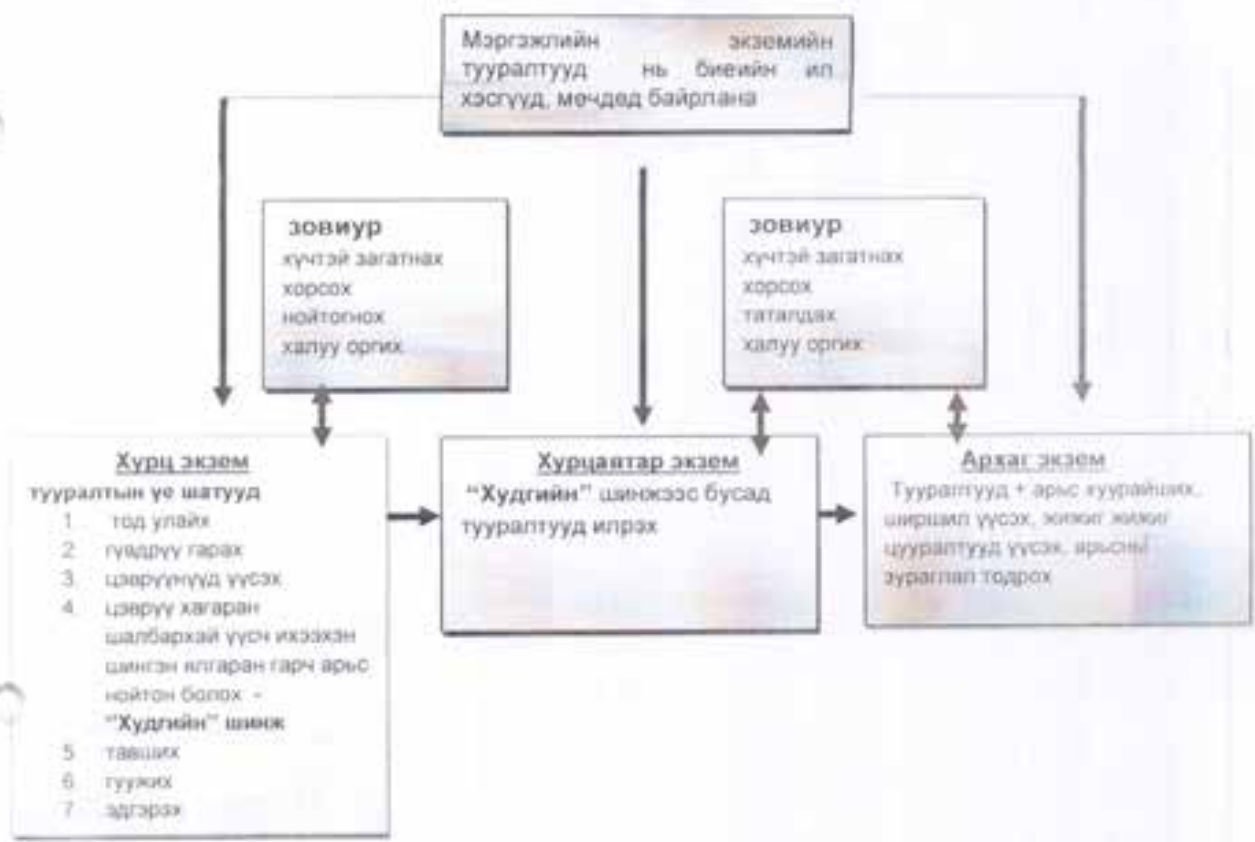 Мэргэжлийн экземийн
тууралтууд нь биеийн ил
хэсгүүд, мөчдөд байрлана
зовиур
хүчтэй загатнах
хорсох
нойтогнох
халуу оргих
зовиур
хүчтэй загатнах
хорсох
таталдах
халуу оргих
Хурц экзем
тууралтын үе шатууд
1 тод улайх
2 гүвдрүү гарах
3 цэврүүнүүд үүсэх
4 цэврүү хагаран
шалбархай үүсч ихээхэн
шингэн ялгаран гарч арьс
нойтон болох -
“Худгийн” шинж
5 тавших
6 гуужих
7 эдгэрэх
Хурцавтар экзем
“Худгийн” шинжээс бусад
тууралтууд илрэх
Архаг экзем
Тууралтууд + арьс хуурайших,
ширшил үүсэх, жижиг жижиг
цууралтууд үүсэх, арьсны
зураглал тодрох